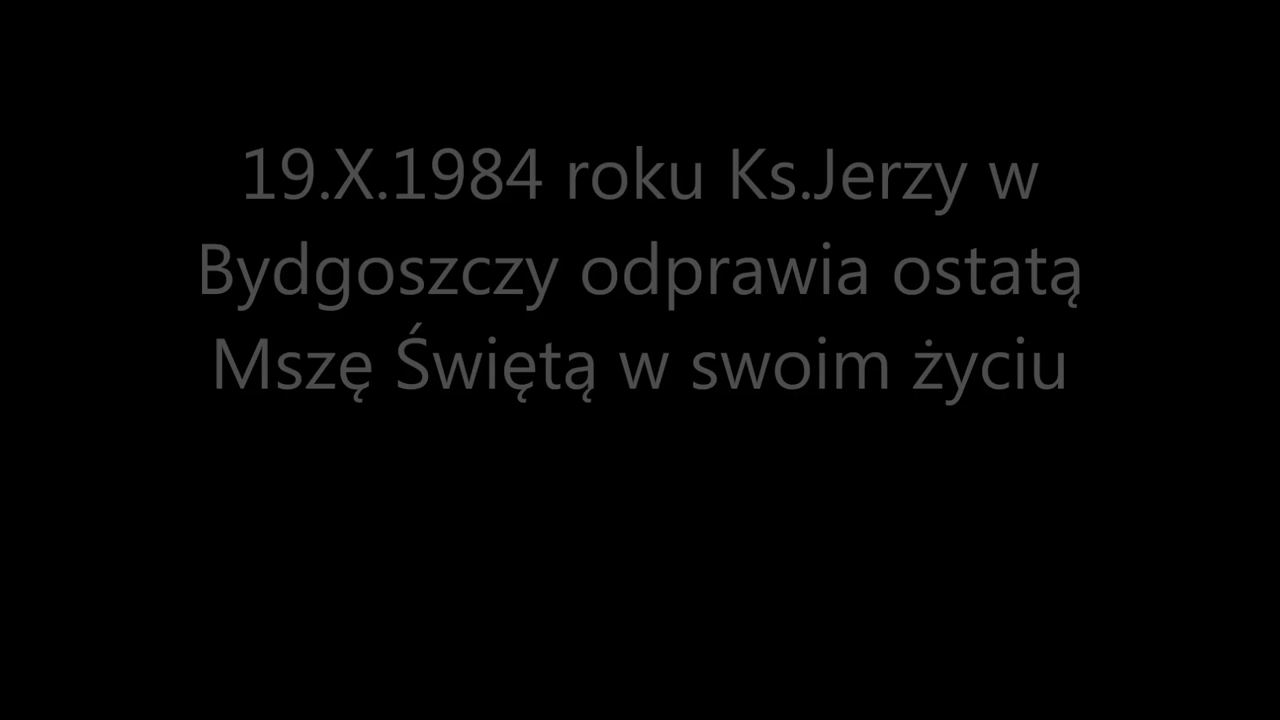 19.X.1984 roku Ks.Jerzy w
Bydgoszczy odprawia ostatą
Mszę Świętą w swoim życiu